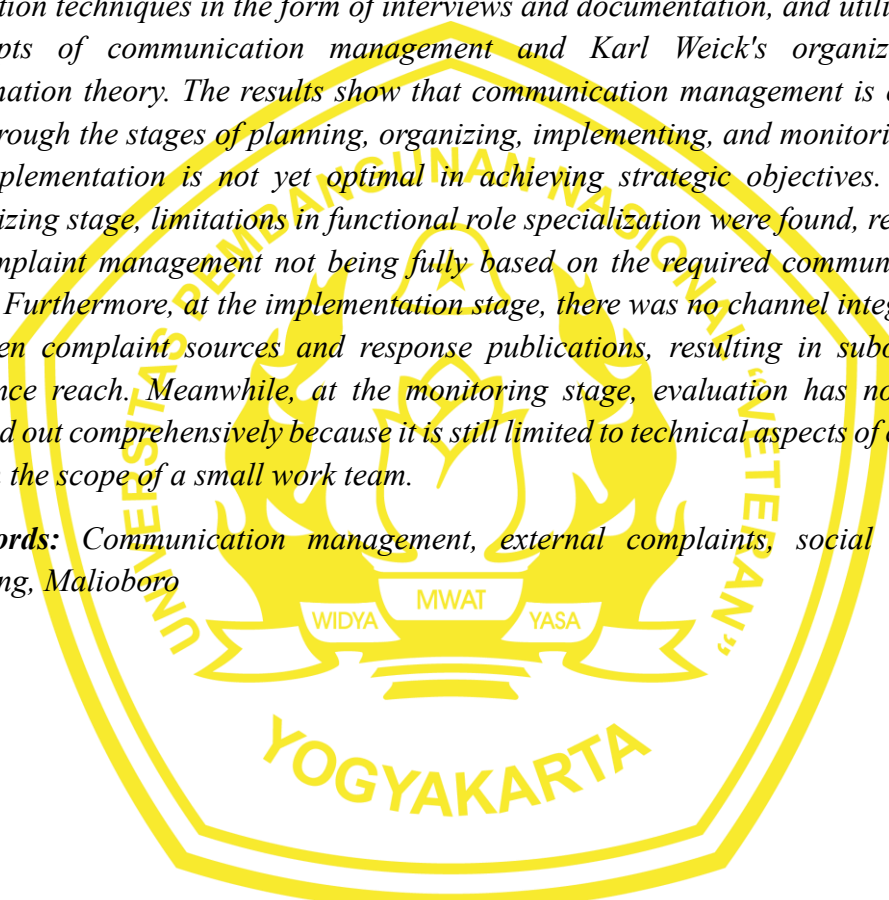 tion techniques in the form of interviews and documentation, and utili
pts of communication management and Karl Weick's organiz
nation theory. The results show that communication management is
rough the stages of planning, organizing, implementing, and monitori
plementation is not yet optimal in achieving strategic objectives.
izing stage, limitations in functional role specialization were found, re
mplaint management not being fully based on the required commun
Furthermore, at the implementation stage, there was no channel integ
en complaint sources and response publications, resulting in subo
nce reach. Meanwhile, at the monitoring stage, evaluation has no
d out comprehensively because it is still limited to technical aspects of
the scope of a small work team.
ords: Communication management, external complaints, social
ng, Malioboro
UNIVERSITAS PEMBANGUNAN NASIONAL "VETERAN"
WIDYA MWAT YASA
YOGYAKARTA